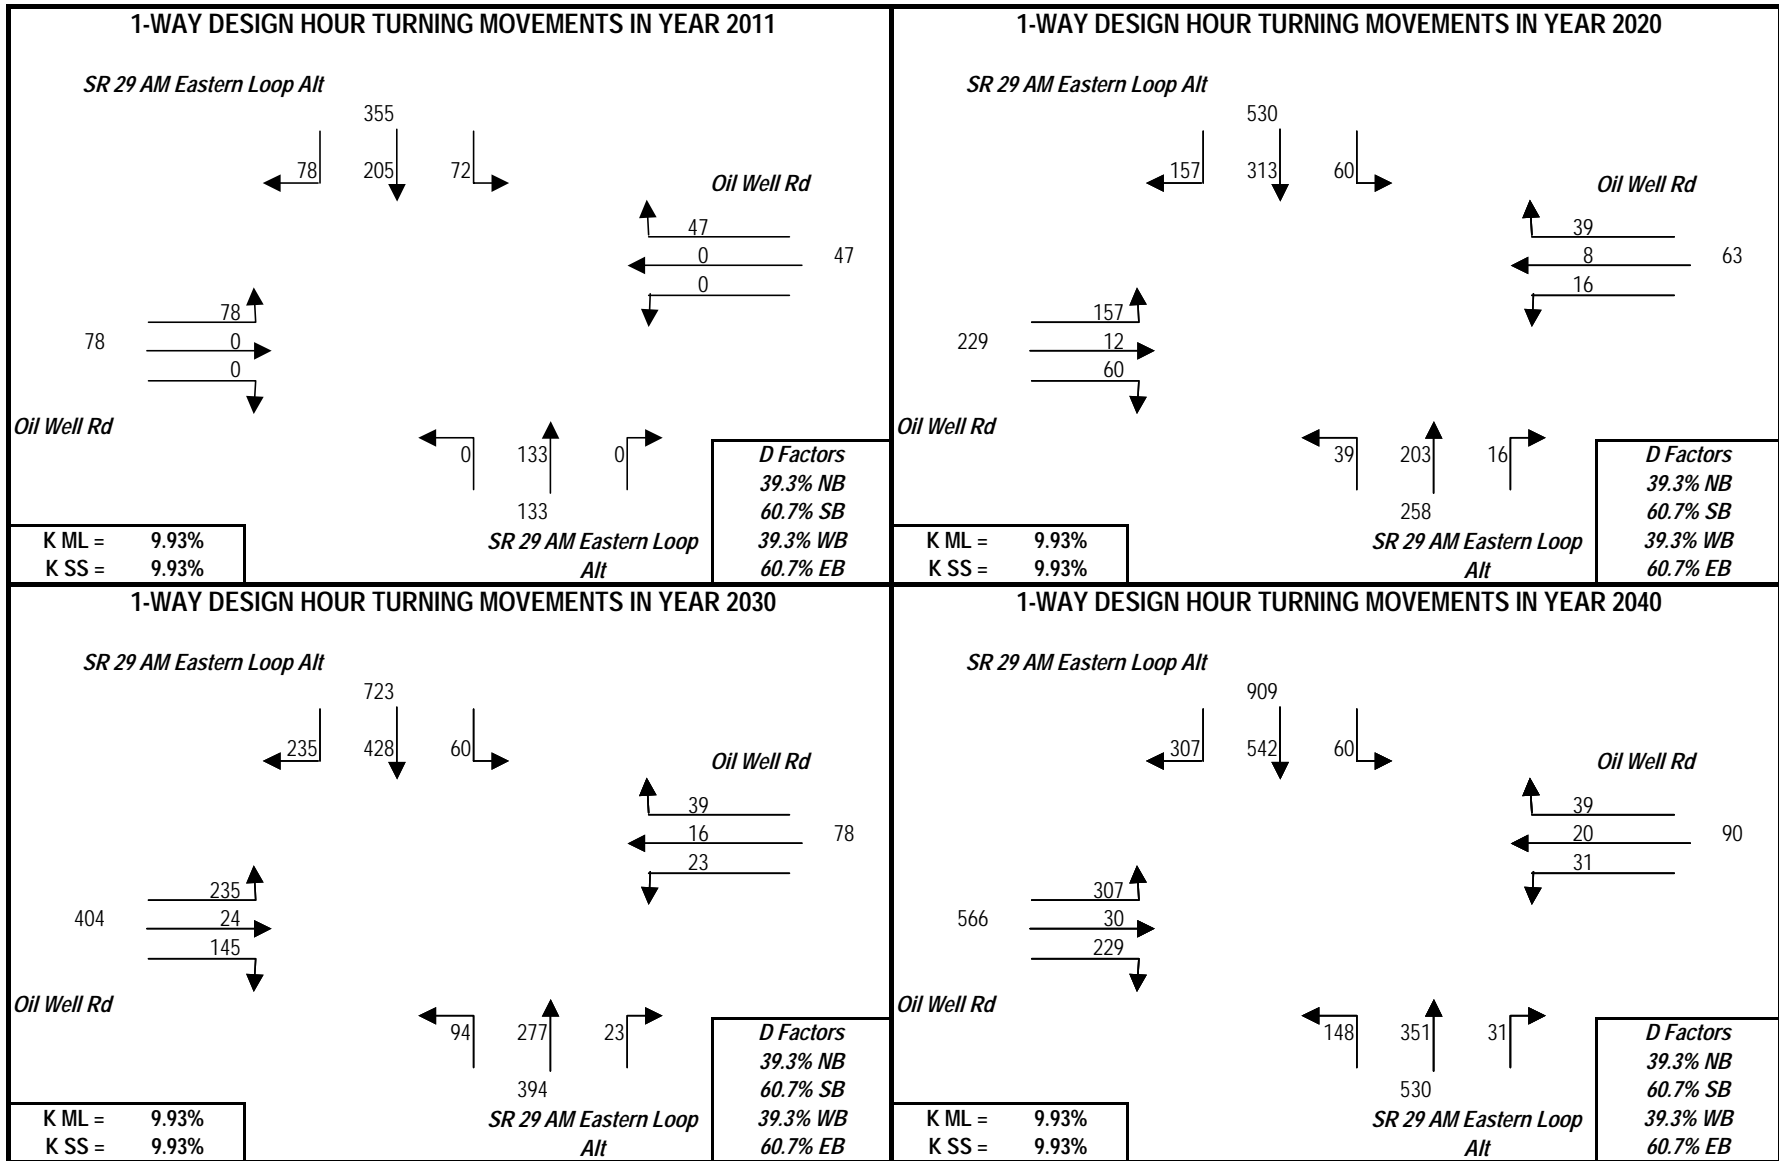 1-WAY DESIGN HOUR TURNING MOVEMENTS IN YEAR 2011
SR 29 AM Eastern Loop Alt
355
78 205 72
Oil Well Rd
47
0 47
0
78
78 0
0
Oil Well Rd
0 133 0
133
SR 29 AM Eastern Loop
Alt
D Factors
39.3% NB
60.7% SB
39.3% WB
60.7% EB
K ML = 9.93%
K SS = 9.93%
1-WAY DESIGN HOUR TURNING MOVEMENTS IN YEAR 2020
SR 29 AM Eastern Loop Alt
530
157 313 60
Oil Well Rd
39
8 63
16
157
229 12
60
Oil Well Rd
39 203 16
258
SR 29 AM Eastern Loop
Alt
D Factors
39.3% NB
60.7% SB
39.3% WB
60.7% EB
K ML = 9.93%
K SS = 9.93%
1-WAY DESIGN HOUR TURNING MOVEMENTS IN YEAR 2030
SR 29 AM Eastern Loop Alt
723
235 428 60
Oil Well Rd
39
16 78
23
235
404 24
145
Oil Well Rd
94 277 23
394
SR 29 AM Eastern Loop
Alt
D Factors
39.3% NB
60.7% SB
39.3% WB
60.7% EB
K ML = 9.93%
K SS = 9.93%
1-WAY DESIGN HOUR TURNING MOVEMENTS IN YEAR 2040
SR 29 AM Eastern Loop Alt
909
307 542 60
Oil Well Rd
39
20 90
31
307
566 30
229
Oil Well Rd
148 351 31
530
SR 29 AM Eastern Loop
Alt
D Factors
39.3% NB
60.7% SB
39.3% WB
60.7% EB
K ML = 9.93%
K SS = 9.93%